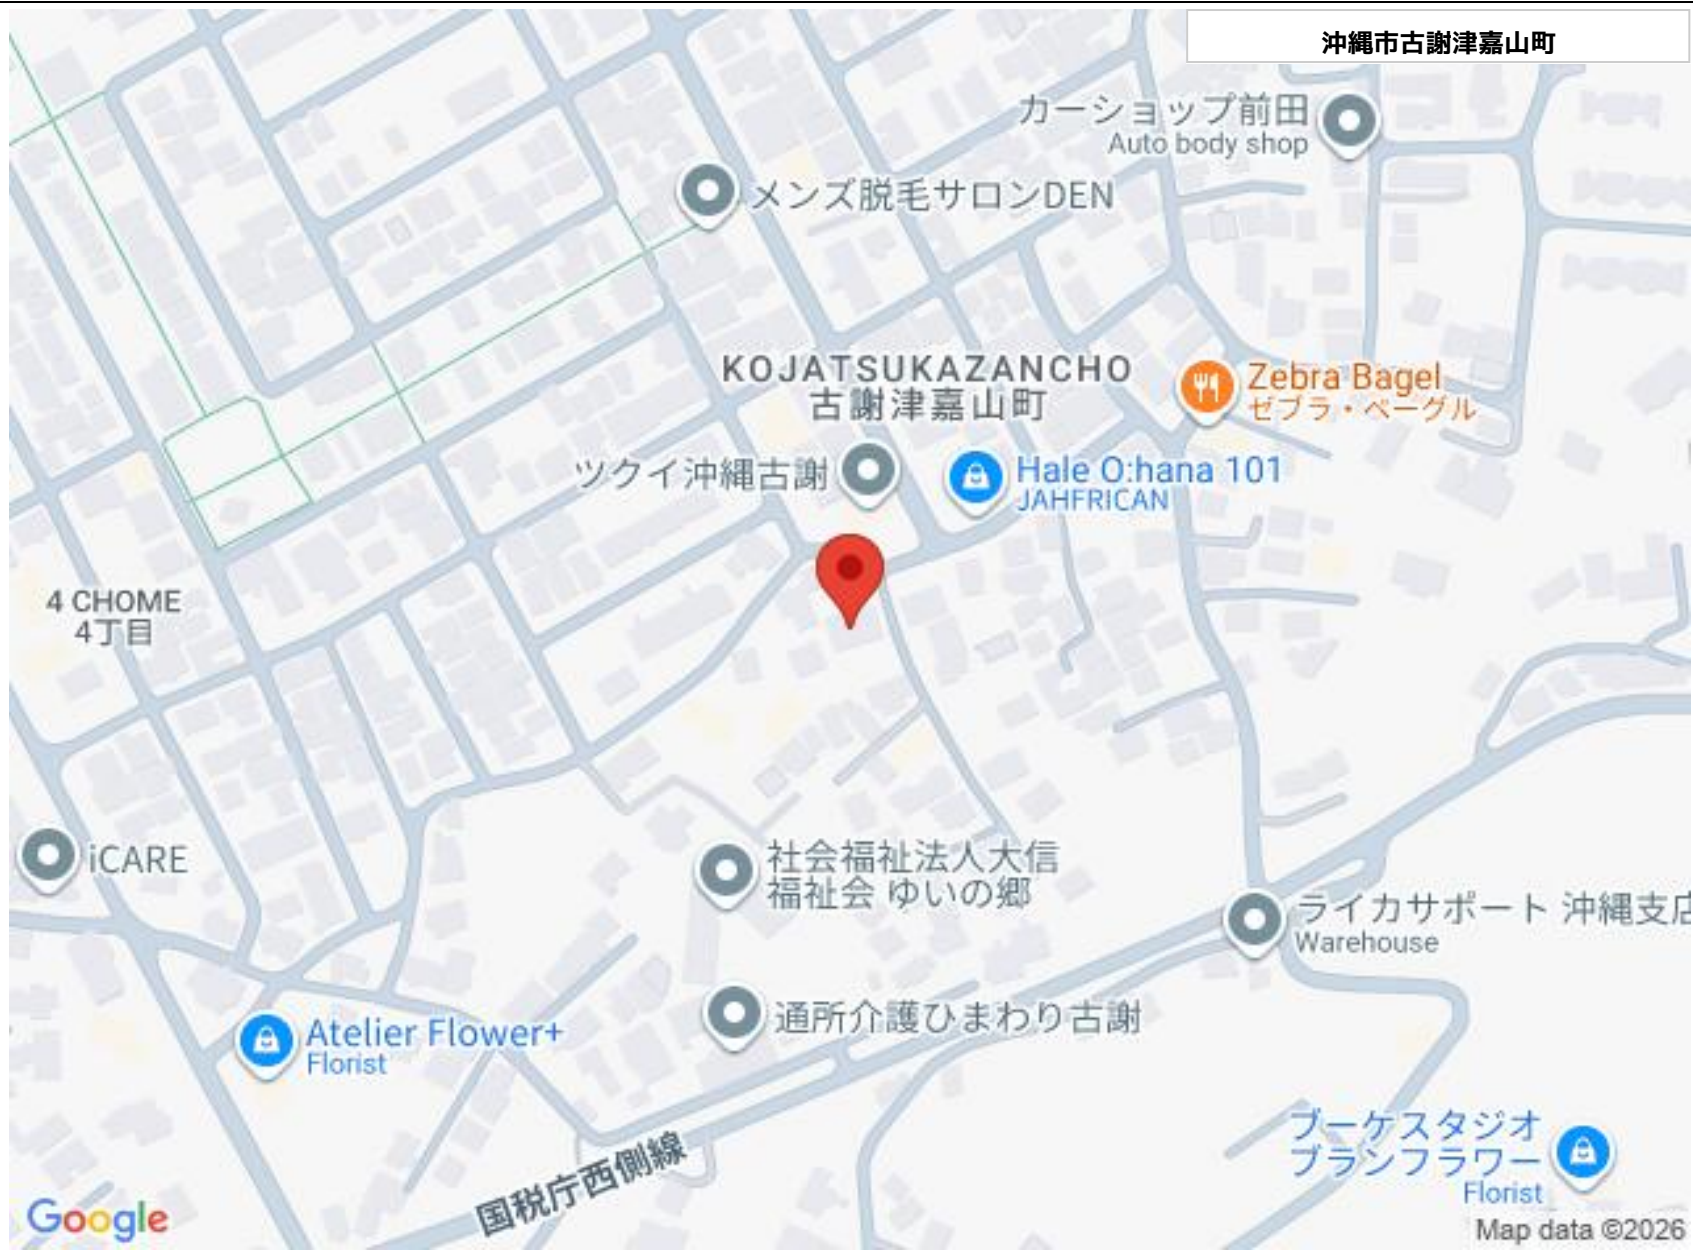 沖縄市古謝津嘉山町
カーショップ前田
Auto body shop
メンズ脱毛サロンDEN
KOJATSUKAZANCHO
古謝津嘉山町
Zebra Bagel
ゼブラ・ベーグル
ツクイ沖縄古謝
Hale O:hana 101
JAHFRICAN
4 CHOME
4丁目
iCARE
社会福祉法人大信
福祉会 ゆいの郷
ライカサポート 沖縄支店
Warehouse
通所介護ひまわり古謝
Atelier Flower+
Florist
国税庁西側線
ブーケスタジオ
ブランフラワー
Florist
Google
Map data ©2026